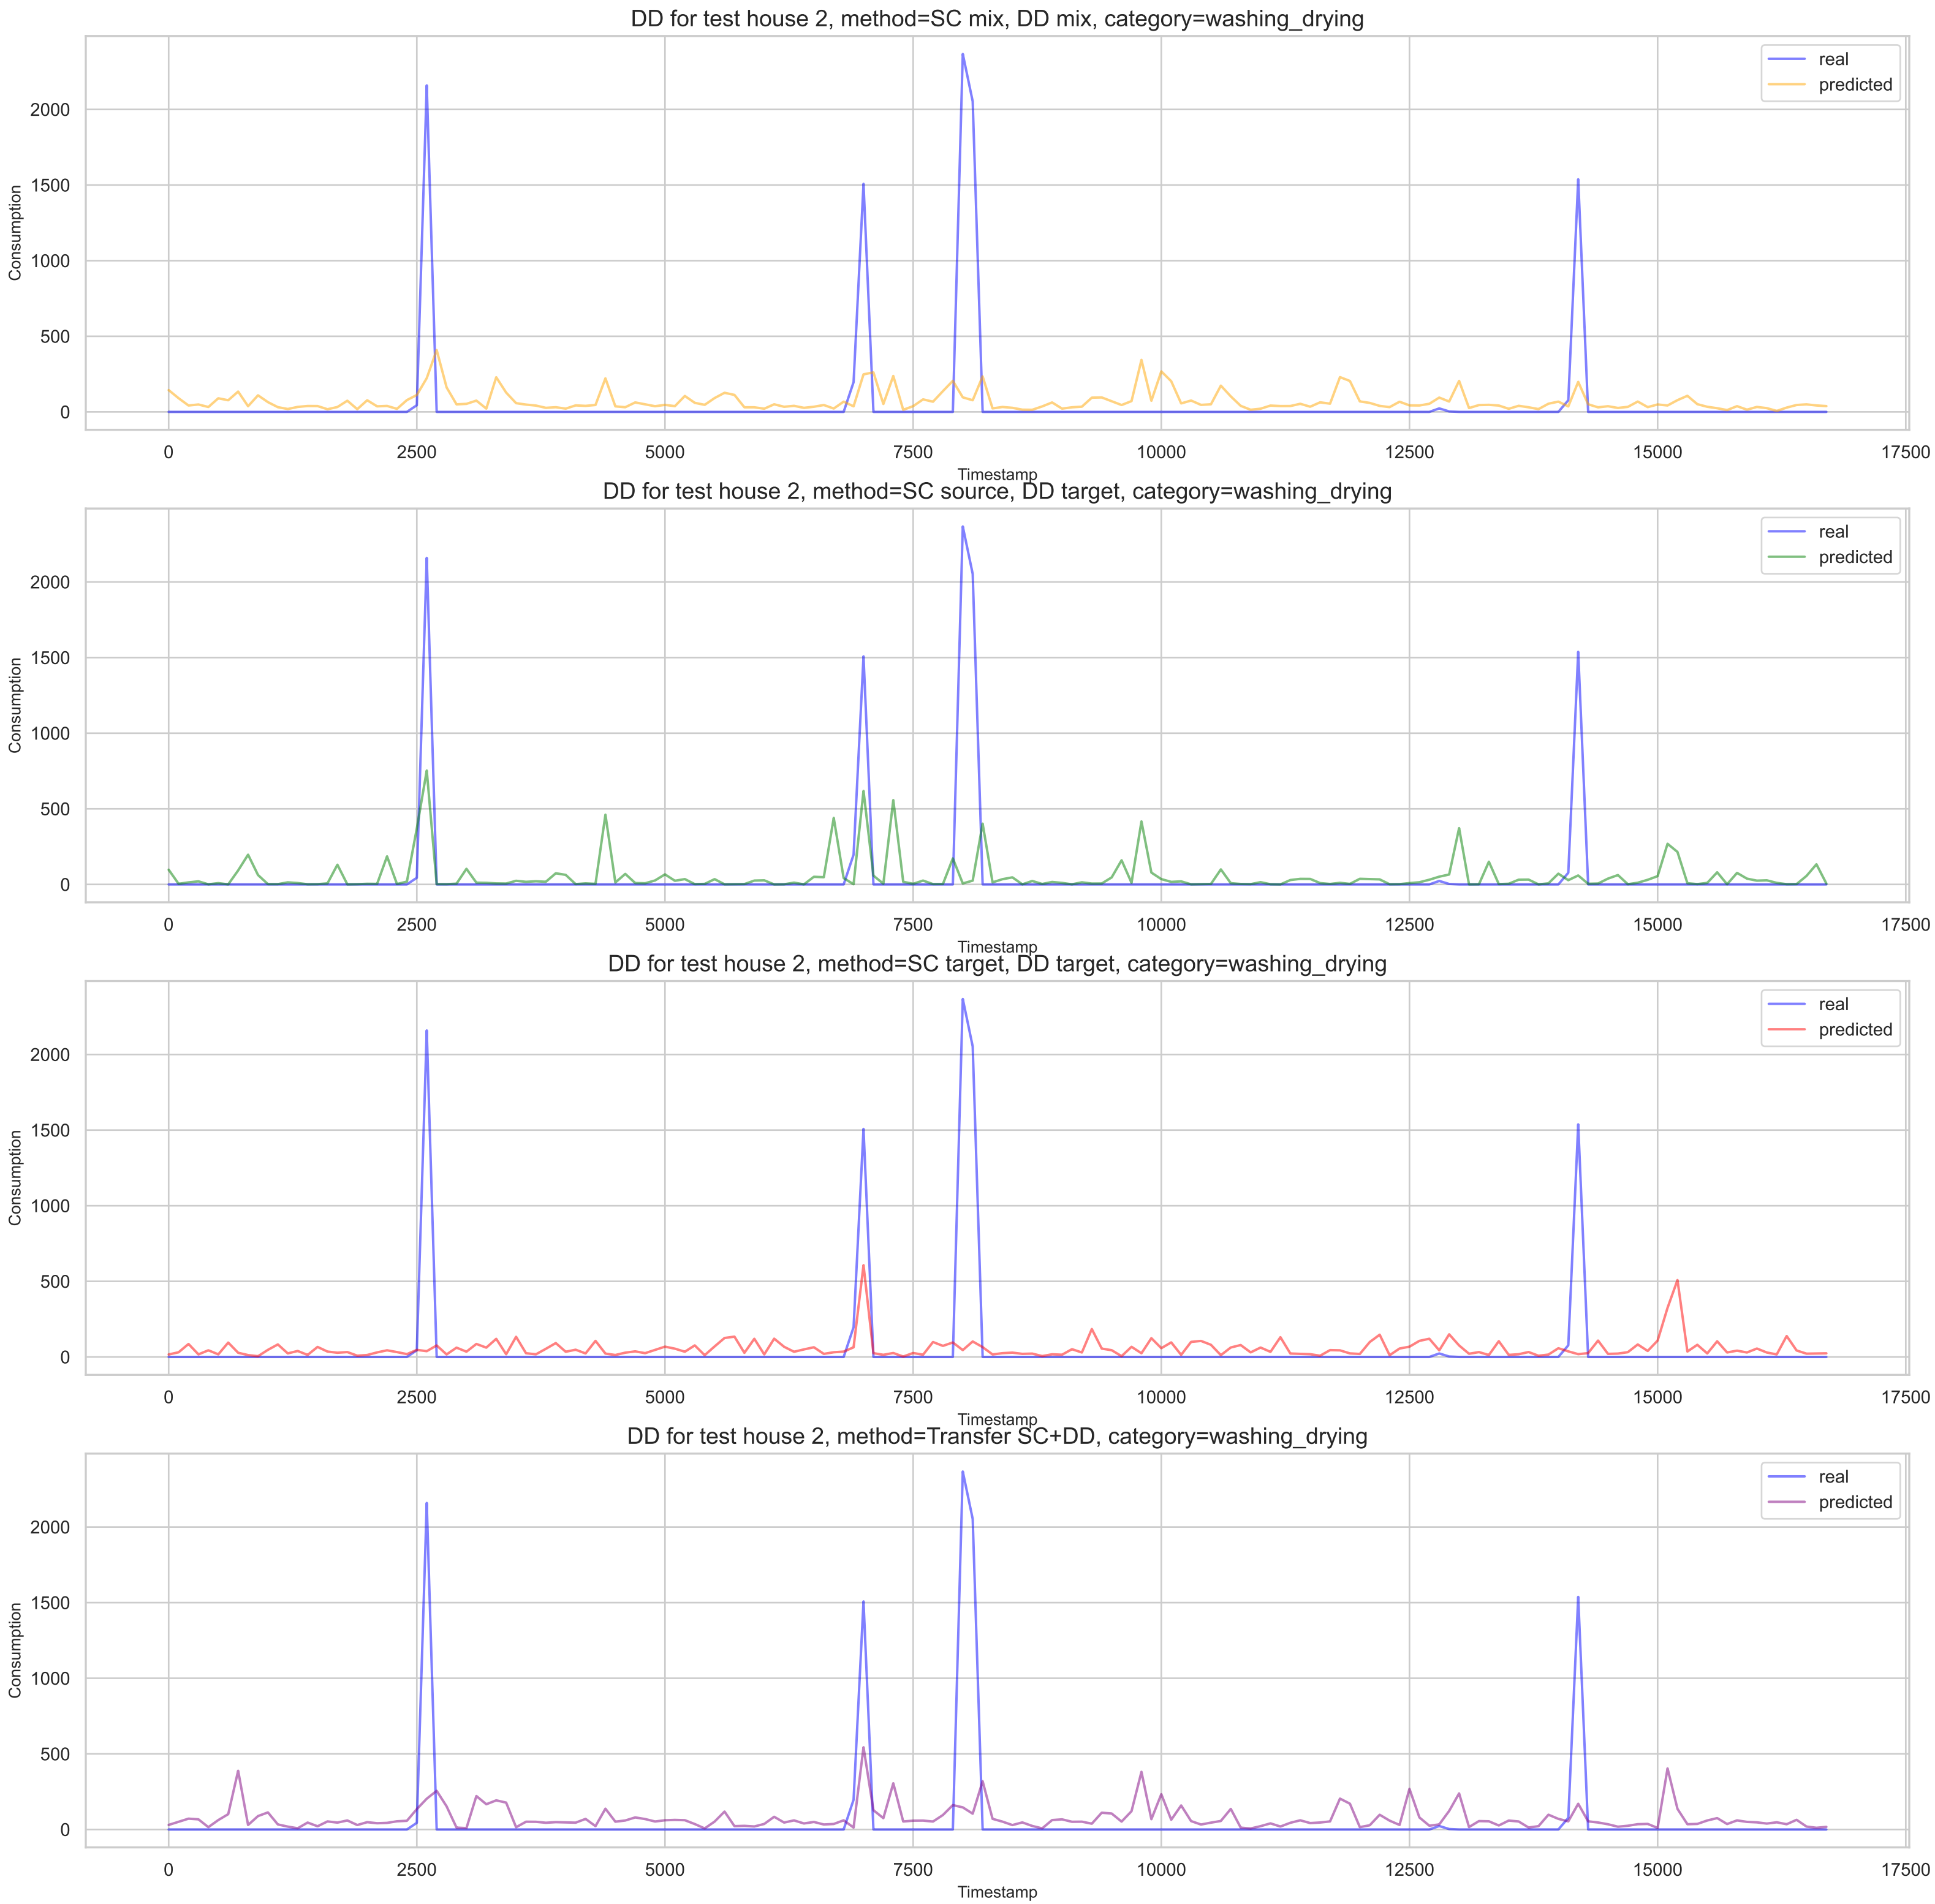 DD for test house 2, method=SC mix, DD mix, category=washing_drying
real
predicted
Consumption
2000
1500
1000
500
0
0 2500 5000 7500 10000 12500 15000 17500
Timestamp
DD for test house 2, method=SC source, DD target, category=washing_drying
real
predicted
Consumption
2000
1500
1000
500
0
0 2500 5000 7500 10000 12500 15000 17500
Timestamp
DD for test house 2, method=SC target, DD target, category=washing_drying
real
predicted
Consumption
2000
1500
1000
500
0
0 2500 5000 7500 10000 12500 15000 17500
Timestamp
DD for test house 2, method=Transfer SC+DD, category=washing_drying
real
predicted
Consumption
2000
1500
1000
500
0
0 2500 5000 7500 10000 12500 15000 17500
Timestamp